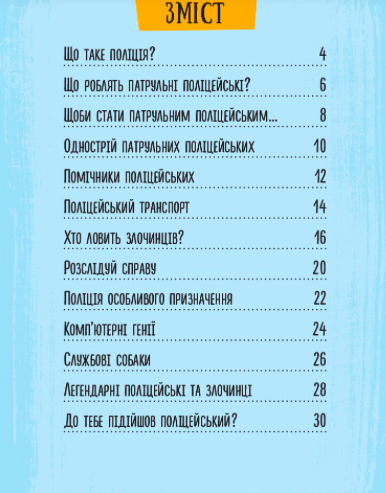 ЗМІСТ
Що таке поліція? 4
Що роблять патрульні поліцейські? 6
Щоби стати патрульним поліцейським... 8
Однострій патрульних поліцейських 10
Помічники поліцейських 12
Поліцейський транспорт 14
Хто ловить злочинців? 16
Розслідуй справу 20
Поліція особливого призначення 22
Комп'ютерні генії 24
Службові собаки 26
Легендарні поліцейські та злочинці 28
До тебе підійшов поліцейський? 30